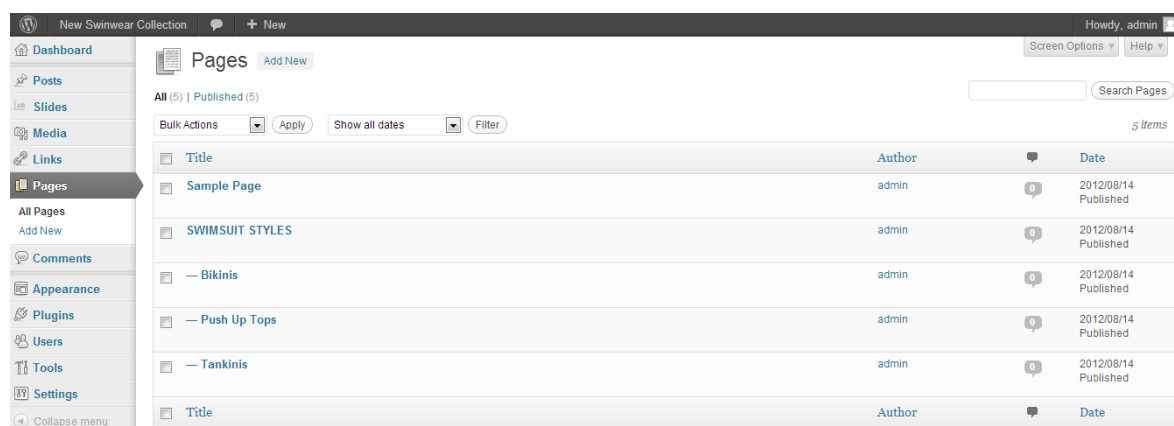 New Swinwear Collection + New Howdy, admin
Dashboard
Posts
Slides
Media
Links
Pages
All Pages
Add New
Comments
Appearance
Plugins
Users
Tools
Settings
Collapse menu
Screen Options Help
Pages Add New
All (5) | Published (5)
Search Pages
Bulk Actions Apply Show all dates Filter 5 items
Title Author Date
Sample Page admin 0 2012/08/14
Published
SWIMSUIT STYLES admin 0 2012/08/14
Published
— Bikinis admin 0 2012/08/14
Published
— Push Up Tops admin 0 2012/08/14
Published
— Tankinis admin 0 2012/08/14
Published
Title Author Date